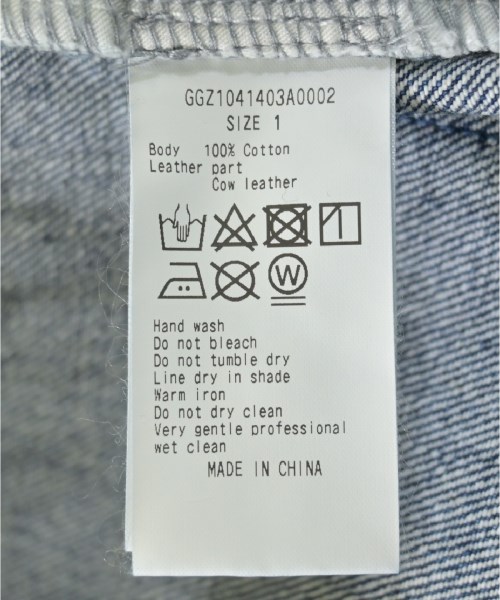 GGZ1041403A0002
SIZE 1
Body 100% Cotton
Leather part
Cow leather
W
Hand wash
Do not bleach
Do not tumble dry
Line dry in shade
Warm iron
Do not dry clean
Very gentle professional
wet clean
MADE IN CHINA